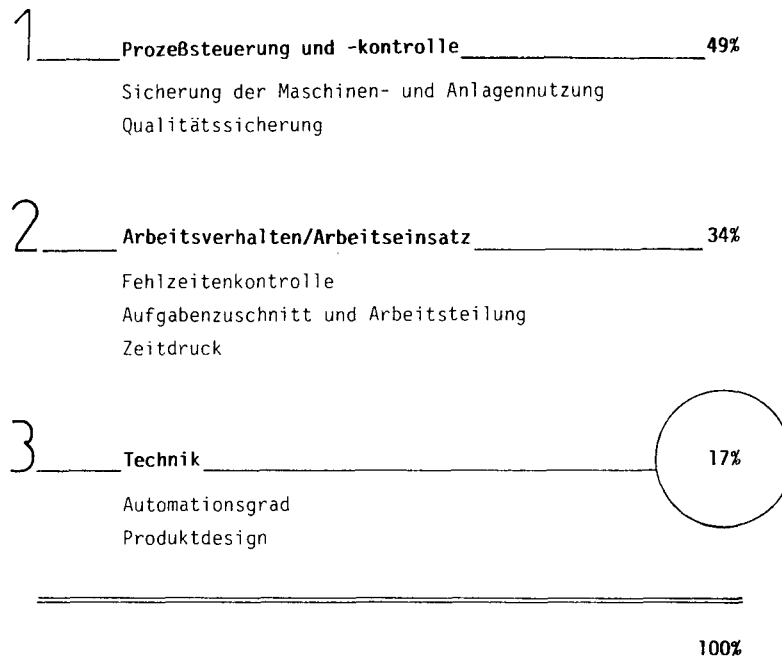 1 Prozeßsteuerung und -kontrolle 49%
Sicherung der Maschinen- und Anlagennutzung
Qualitätssicherung
2 Arbeitsverhalten/Arbeitseinsatz 34%
Fehlzeitenkontrolle
Aufgabenzuschnitt und Arbeitsteilung
Zeitdruck
3 Technik 17%
Automationsgrad
Produktdesign
100%